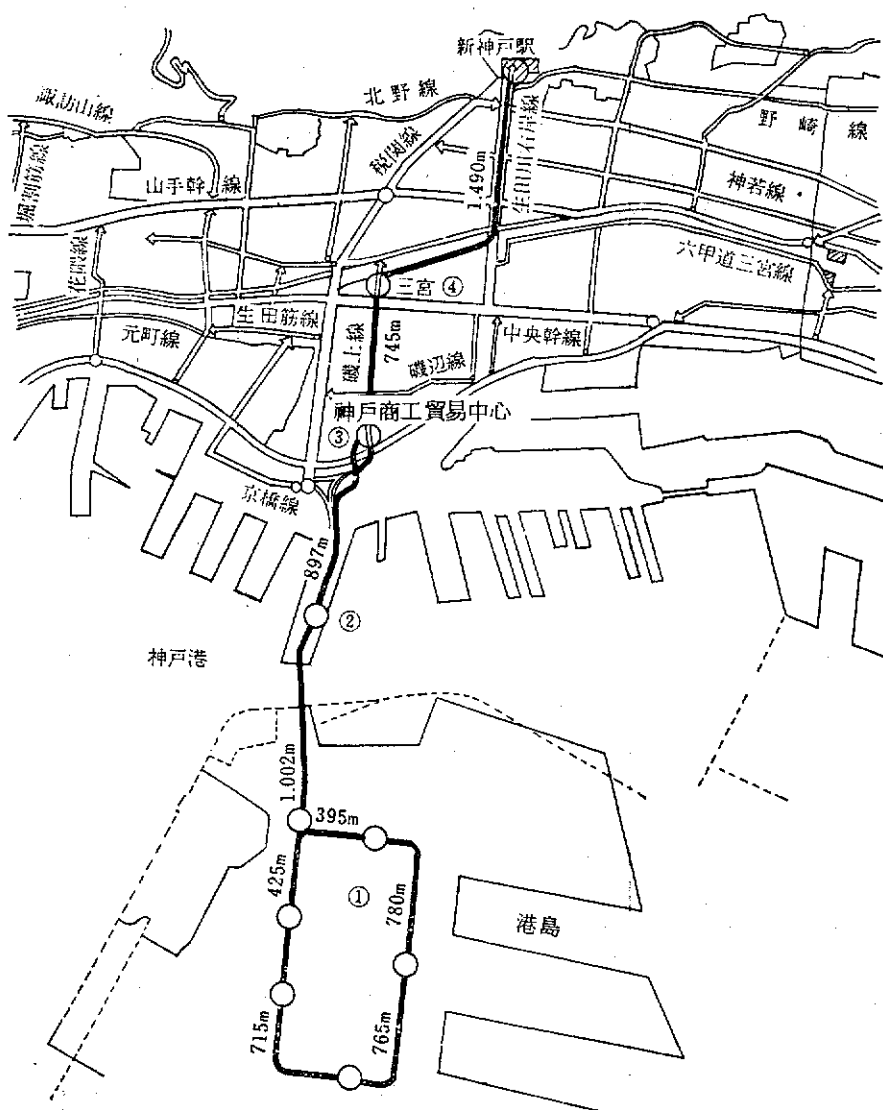 新神戸駅
諏訪山線
北野線
税関線
1.490m
生田川右岸線
野崎線
堀割筋線
山手幹線
神若線
花隈線
六甲道三宮線
三宮④
生田筋線
元町線
磯上線
745m
磯辺線
中央幹線
神戶商工貿易中心
③
京橋線
897m
②
神戸港
1.002m
395m
425m
①
780m
港島
715m
765m